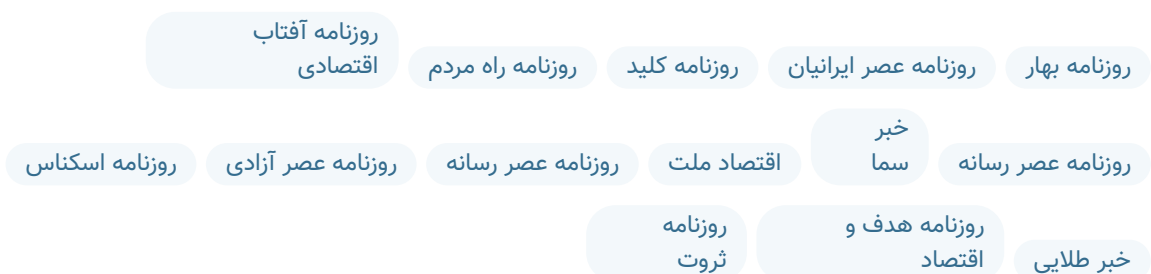 روزنامه بهار
روزنامه عصر ایرانیان
روزنامه کلید
روزنامه راه مردم
روزنامه آفتاب
اقتصادی
روزنامه عصر رسانه
خبر
سما
اقتصاد ملت
روزنامه عصر رسانه
روزنامه عصر آزادی
روزنامه اسکناس
خبر طلایی
روزنامه هدف و
اقتصاد
روزنامه
ثروت